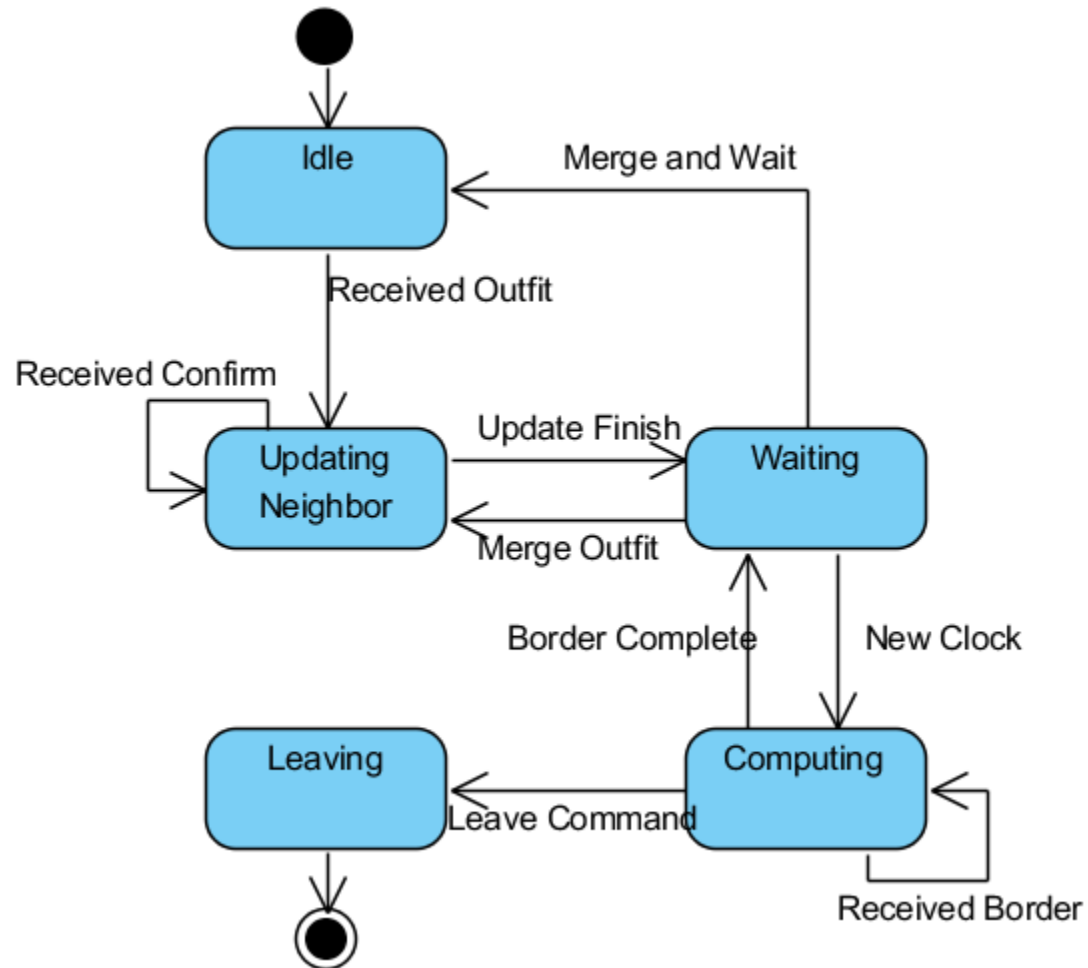 Idle
Merge and Wait
Received Outfit
Received Confirm
Updating
Neighbor
Update Finish
Waiting
Merge Outfit
Border Complete
New Clock
Leaving
Computing
Leave Command
Received Border